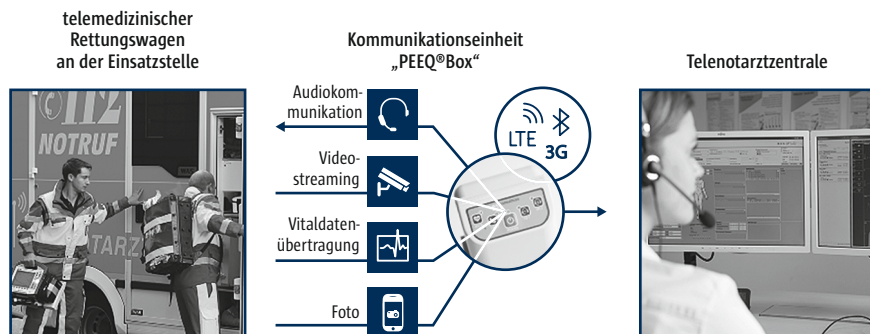 telemedizinischer
Rettungswagen
an der Einsatzstelle
112
NOTRUF
Kommunikationseinheit
„PEEQ®Box“
Audiokom-
munikation
Video-
streaming
Vitaldaten-
übertragung
Foto
LTE
3G
Telenotarztzentrale